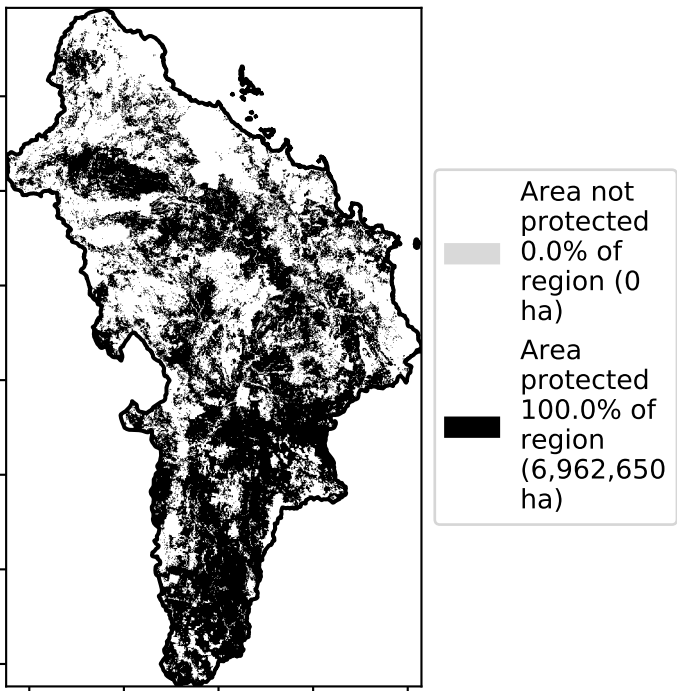 Area not
protected
0.0% of
region (0
ha)
Area
protected
100.0% of
region
(6,962,650
ha)